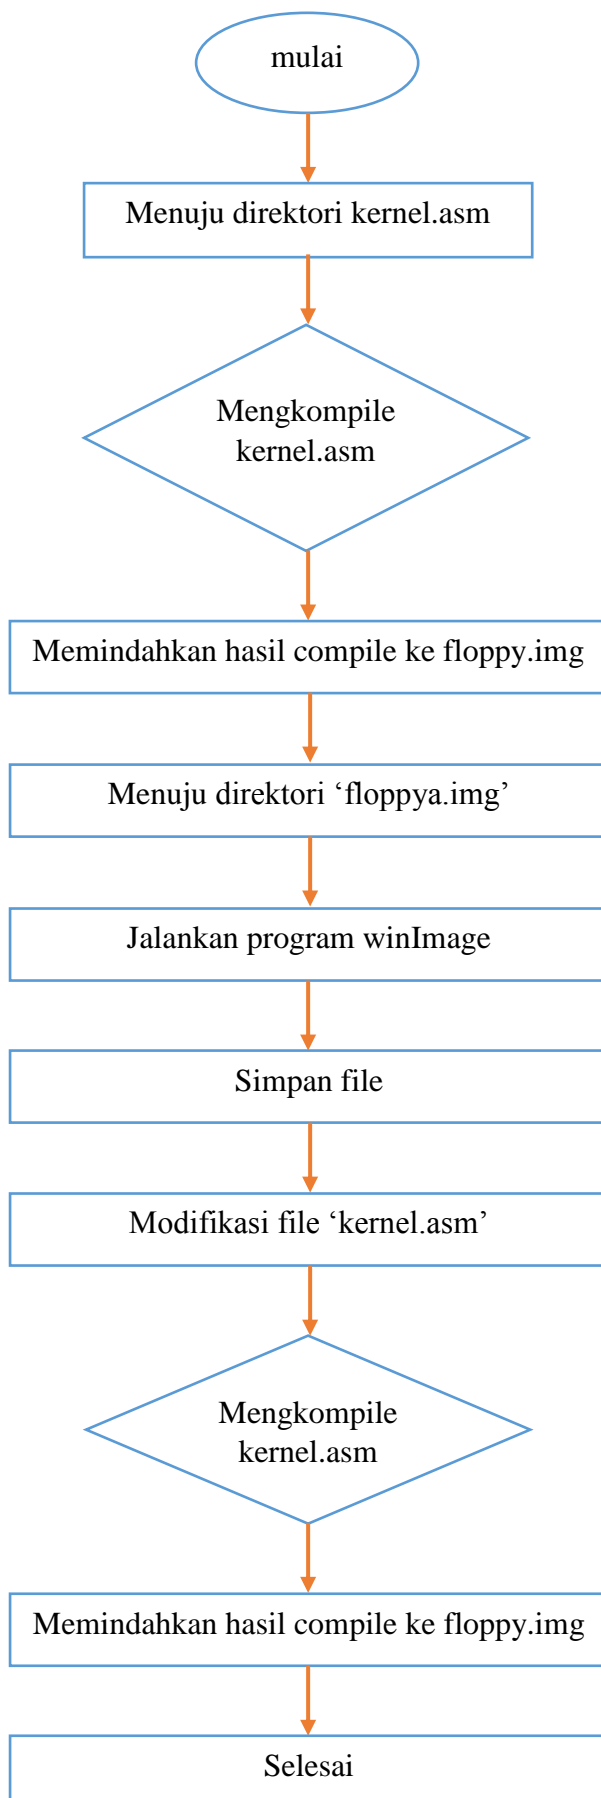 mulai
Menuju direktori kernel.asm
Mengkompile
kernel.asm
Memindahkan hasil compile ke floppy.img
Menuju direktori ‘floppya.img’
Jalankan program winImage
Simpan file
Modifikasi file ‘kernel.asm’
Mengkompile
kernel.asm
Memindahkan hasil compile ke floppy.img
Selesai